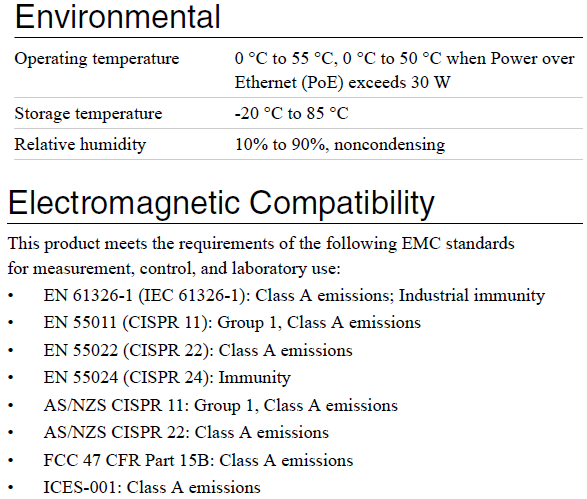 Environmental
Operating temperature 0 °C to 55 °C, 0 °C to 50 °C when Power over
Ethernet (PoE) exceeds 30 W
Storage temperature -20 °C to 85 °C
Relative humidity 10% to 90%, noncondensing
Electromagnetic Compatibility
This product meets the requirements of the following EMC standards
for measurement, control, and laboratory use:
• EN 61326-1 (IEC 61326-1): Class A emissions; Industrial immunity
• EN 55011 (CISPR 11): Group 1, Class A emissions
• EN 55022 (CISPR 22): Class A emissions
• EN 55024 (CISPR 24): Immunity
• AS/NZS CISPR 11: Group 1, Class A emissions
• AS/NZS CISPR 22: Class A emissions
• FCC 47 CFR Part 15B: Class A emissions
• ICES-001: Class A emissions